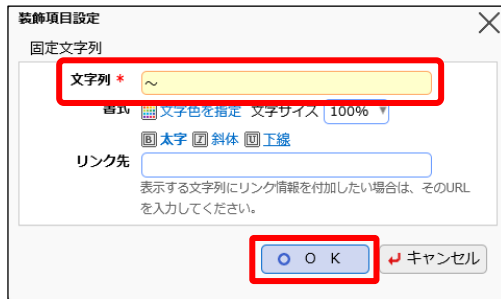 装飾項目設定
固定文字列
文字列 * ～
書式 文字色を指定 文字サイズ 100%
B 太字 I 斜体 U 下線
リンク先
表示する文字列にリンク情報を付加したい場合は、そのURL
を入力してください。
O K キャンセル